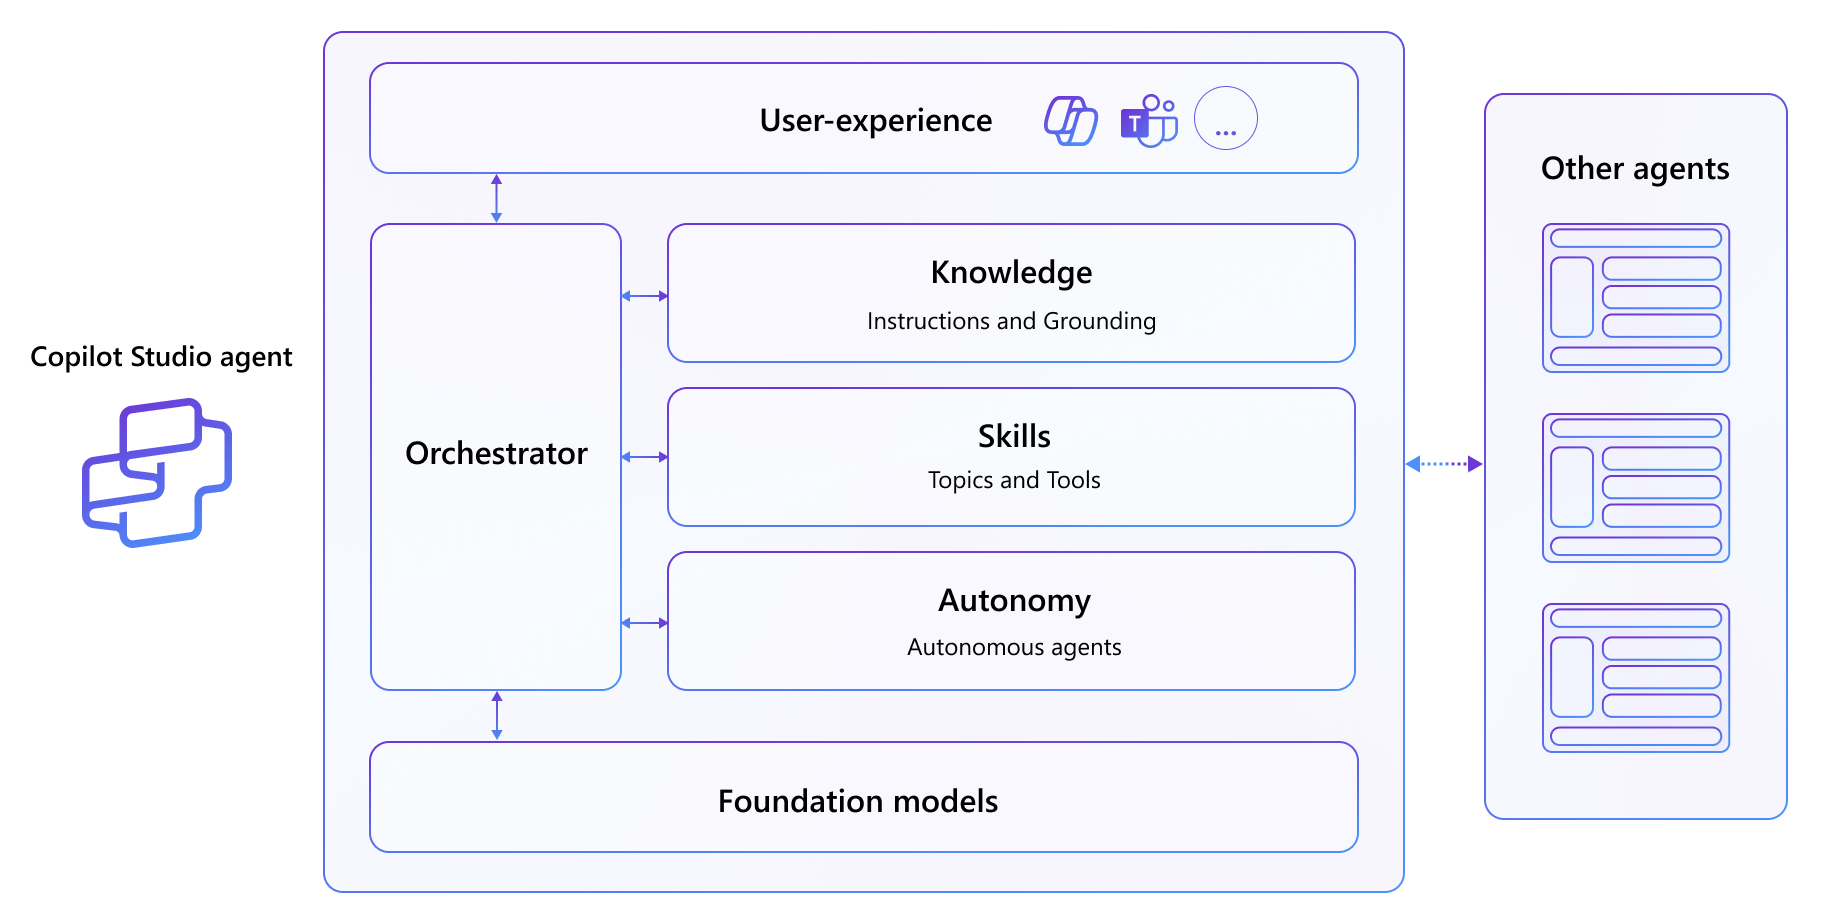 User-experience
T
...
Other agents
Knowledge
Instructions and Grounding
Copilot Studio agent
Orchestrator
Skills
Topics and Tools
Autonomy
Autonomous agents
Foundation models